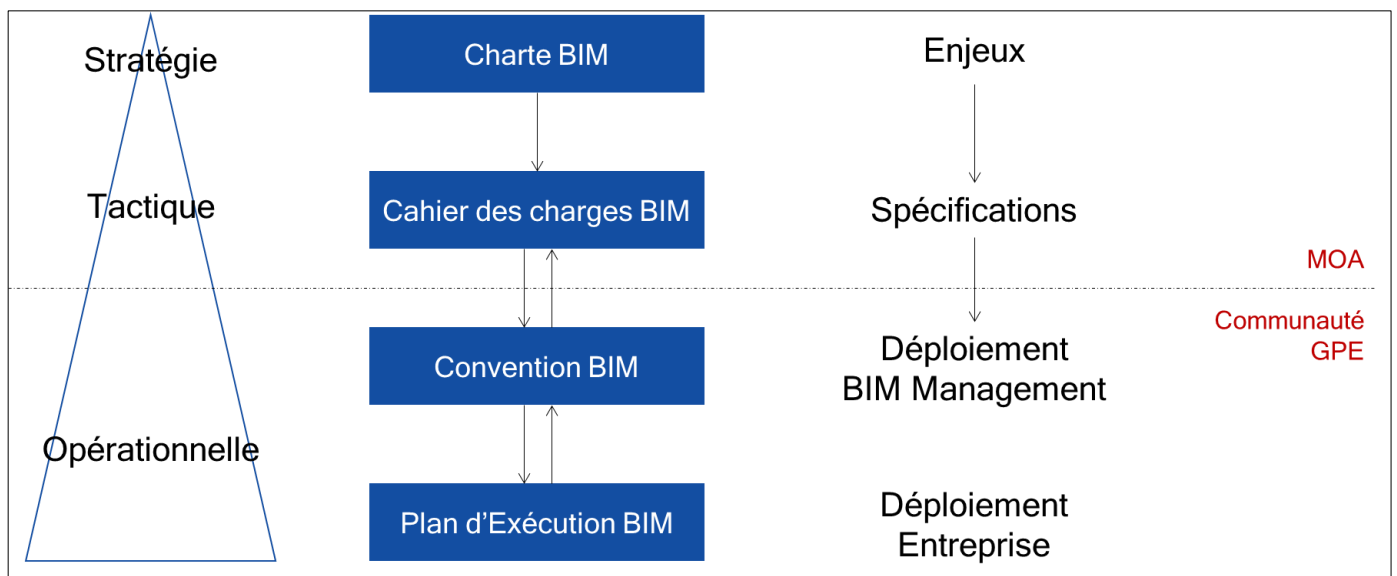 Stratégie
Charte BIM
Enjeux
Tactique
Cahier des charges BIM
Spécifications
MOA
Communauté
GPE
Convention BIM
Déploiement
BIM Management
Opérationnelle
Plan d’Exécution BIM
Déploiement
Entreprise